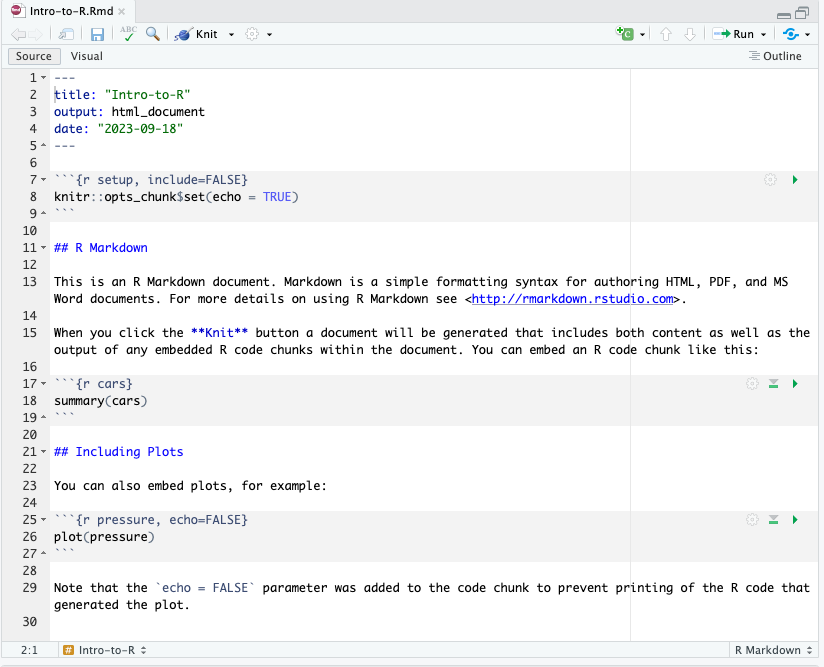 Intro-to-R.Rmd
ABC Knit C Run
Source Visual Outline
1 ---
2 title: "Intro-to-R"
3 output: html_document
4 date: "2023-09-18"
5 ---
6
7 ```{r setup, include=FALSE}
8 knitr::opts_chunk$set(echo = TRUE)
9 ```
10
11 ## R Markdown
12
13 This is an R Markdown document. Markdown is a simple formatting syntax for authoring HTML, PDF, and MS
Word documents. For more details on using R Markdown see <http://rmarkdown.rstudio.com>.
14
15 When you click the **Knit** button a document will be generated that includes both content as well as the
output of any embedded R code chunks within the document. You can embed an R code chunk like this:
16
17 ```{r cars}
18 summary(cars)
19 ```
20
21 ## Including Plots
22
23 You can also embed plots, for example:
24
25 ```{r pressure, echo=FALSE}
26 plot(pressure)
27 ```
28
29 Note that the `echo = FALSE` parameter was added to the code chunk to prevent printing of the R code that
generated the plot.
30
2:1 # Intro-to-R R Markdown